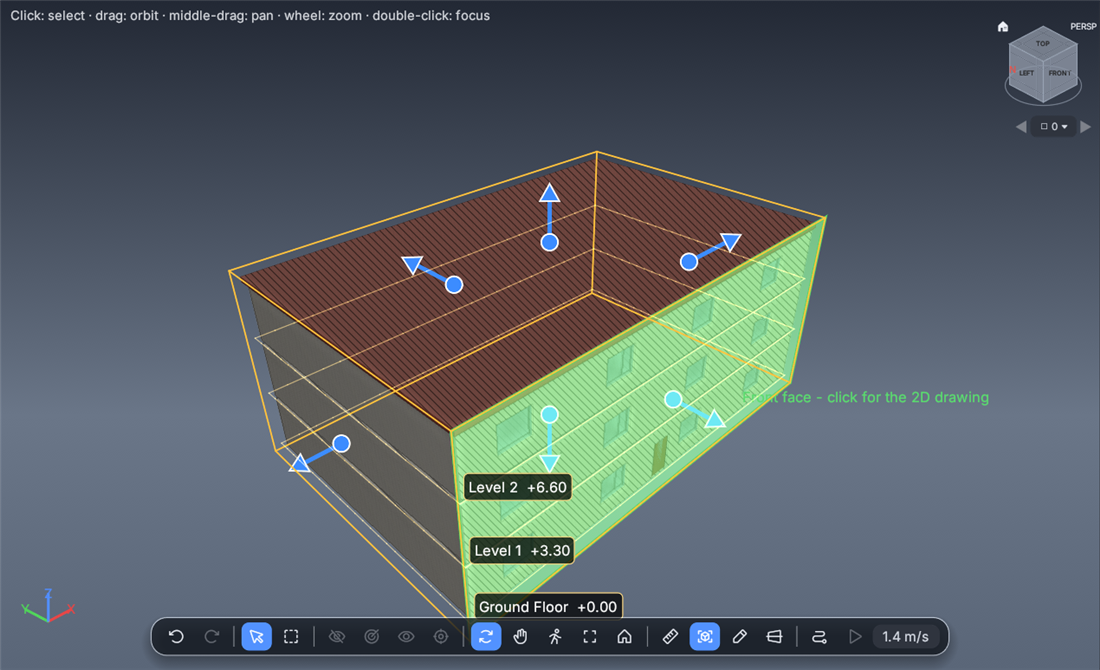 Click: select · drag: orbit · middle-drag: pan · wheel: zoom · double-click: focus
PERSP
TOP
LEFT
FRONT
0
face - click for the 2D drawing
Level 2 +6.60
Level 1 +3.30
Ground Floor +0.00
Z
Y
X
1.4 m/s